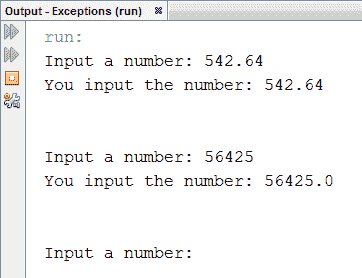 Output - Exceptions (run)
run:
Input a number: 542.64
You input the number: 542.64
Input a number: 56425
You input the number: 56425.0
Input a number: